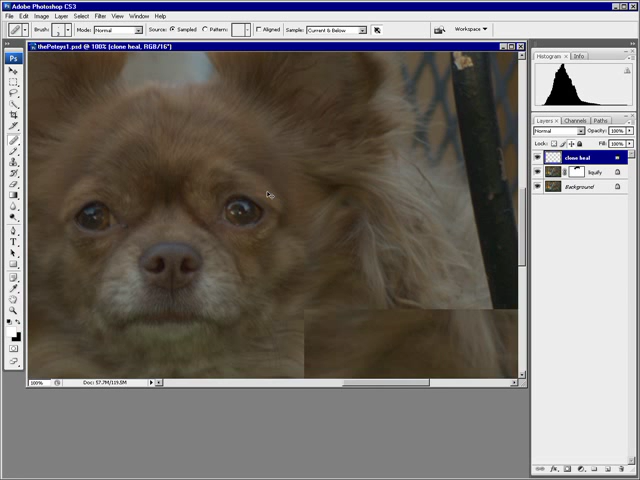 Adobe Photoshop CS3
File Edit Image Layer Select Filter View Window Help
Brush: Mode: Normal Source: Sampled Pattern: Aligned Sample: Current & Below Workspace
Ps
thePeteys1.psd @ 100% (clone heal, RGB/16*)
Histogram × Info
Layers × Channels Paths
Normal Opacity: 100%
Lock: Fill: 100%
clone heal
liquify
Background
100% Doc: 57.7M/119.5M